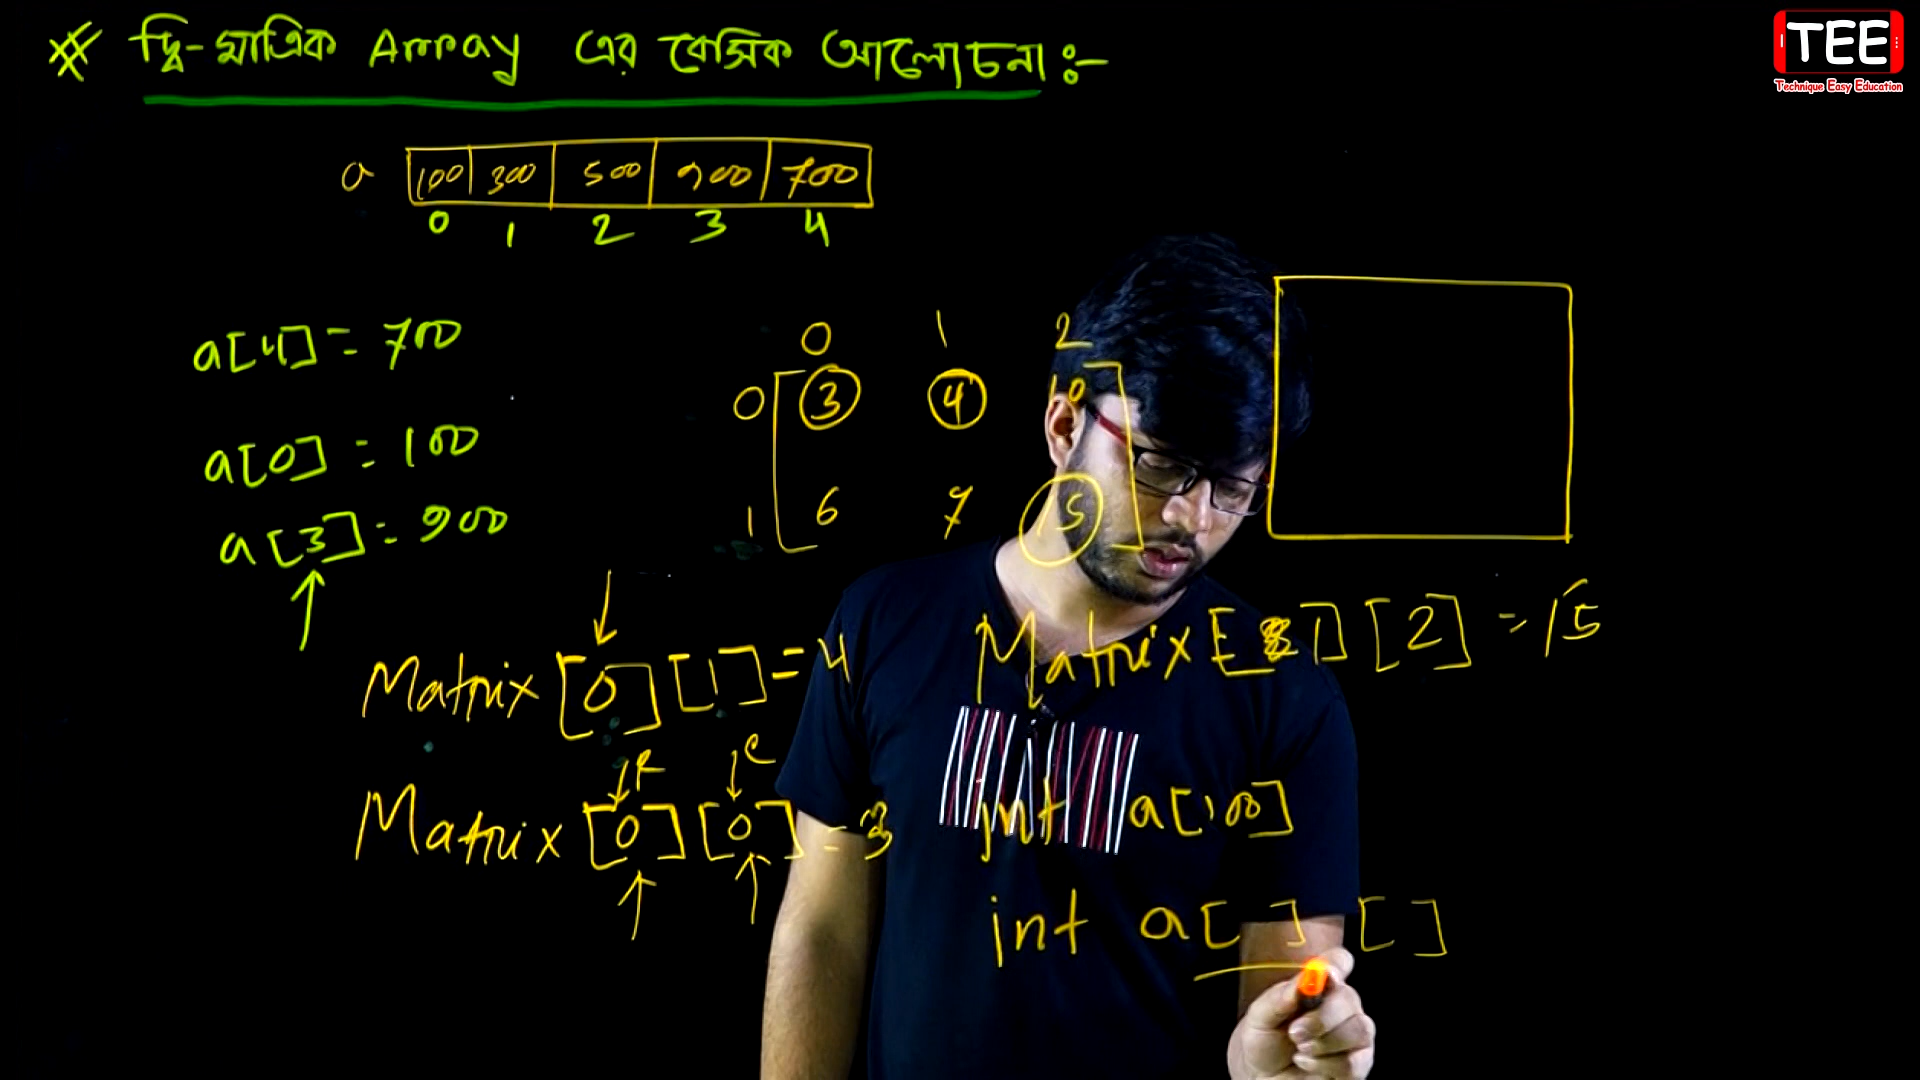 দ্বি-মাত্রিক Array এর বেসিক আলোচনা :-
TEE
Technique Easy Education
a 100 300 500 900 700
0 1 2 3 4
a[4] = 700
a[0] = 100
a[3] = 900
0 1 2
0 3 4 10
1 6 7 15
Matrix [0] [1] = 4
Matrix [1] [2] = 15
R C
Matrix [0] [0] = 3
int a[100]
int a[ ] [ ]